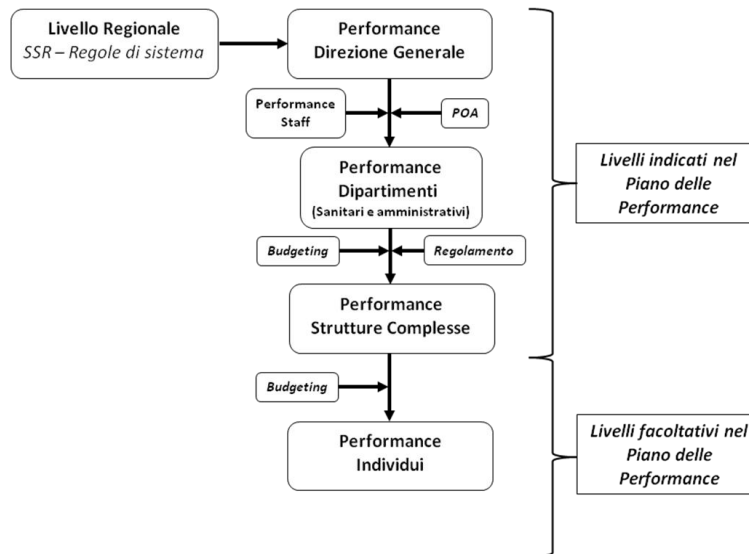 Livello Regionale
SSR – Regole di sistema
Performance
Direzione Generale
Performance
Staff
POA
Performance
Dipartimenti
(Sanitari e amministrativi)
Livelli indicati nel
Piano delle
Performance
Budgeting
Regolamento
Performance
Strutture Complesse
Budgeting
Performance
Individui
Livelli facoltativi nel
Piano delle
Performance